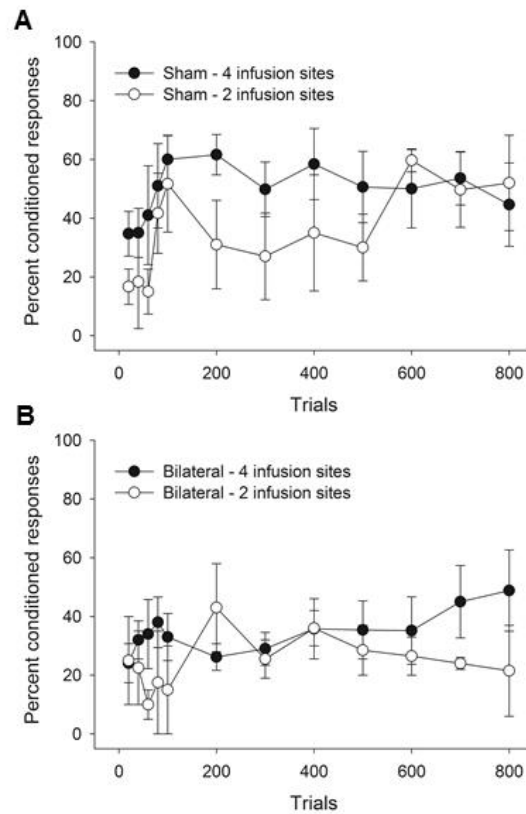 A
100
80
60
40
20
0
Percent conditioned responses
Sham - 4 infusion sites
Sham - 2 infusion sites
0 200 400 600 800
Trials
B
100
80
60
40
20
0
Percent conditioned responses
Bilateral - 4 infusion sites
Bilateral - 2 infusion sites
0 200 400 600 800
Trials